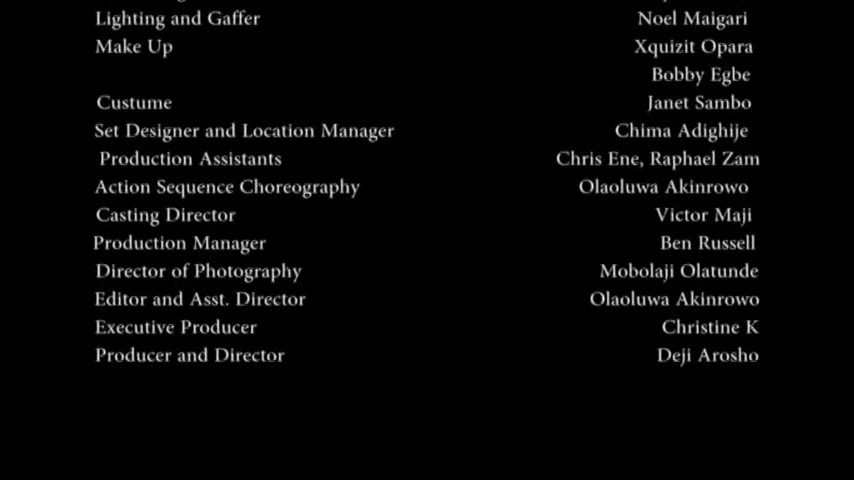 Lighting and Gaffer Noel Maigari
Make Up Xquizit Opara
Bobby Egbe
Custume Janet Sambo
Set Designer and Location Manager Chima Adighije
Production Assistants Chris Ene, Raphael Zam
Action Sequence Choreography Olaoluwa Akinrowo
Casting Director Victor Maji
Production Manager Ben Russell
Director of Photography Mobolaji Olatunde
Editor and Asst. Director Olaoluwa Akinrowo
Executive Producer Christine K
Producer and Director Deji Arosho